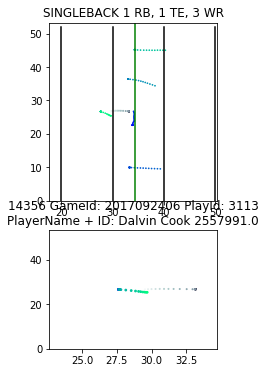 SINGLEBACK 1 RB, 1 TE, 3 WR
50
40
30
20
10
0
20 30 40 50
14356 GameId: 2017092406 PlayId: 3113
PlayerName + ID: Dalvin Cook 2557991.0
40
20
0
25.0 27.5 30.0 32.5